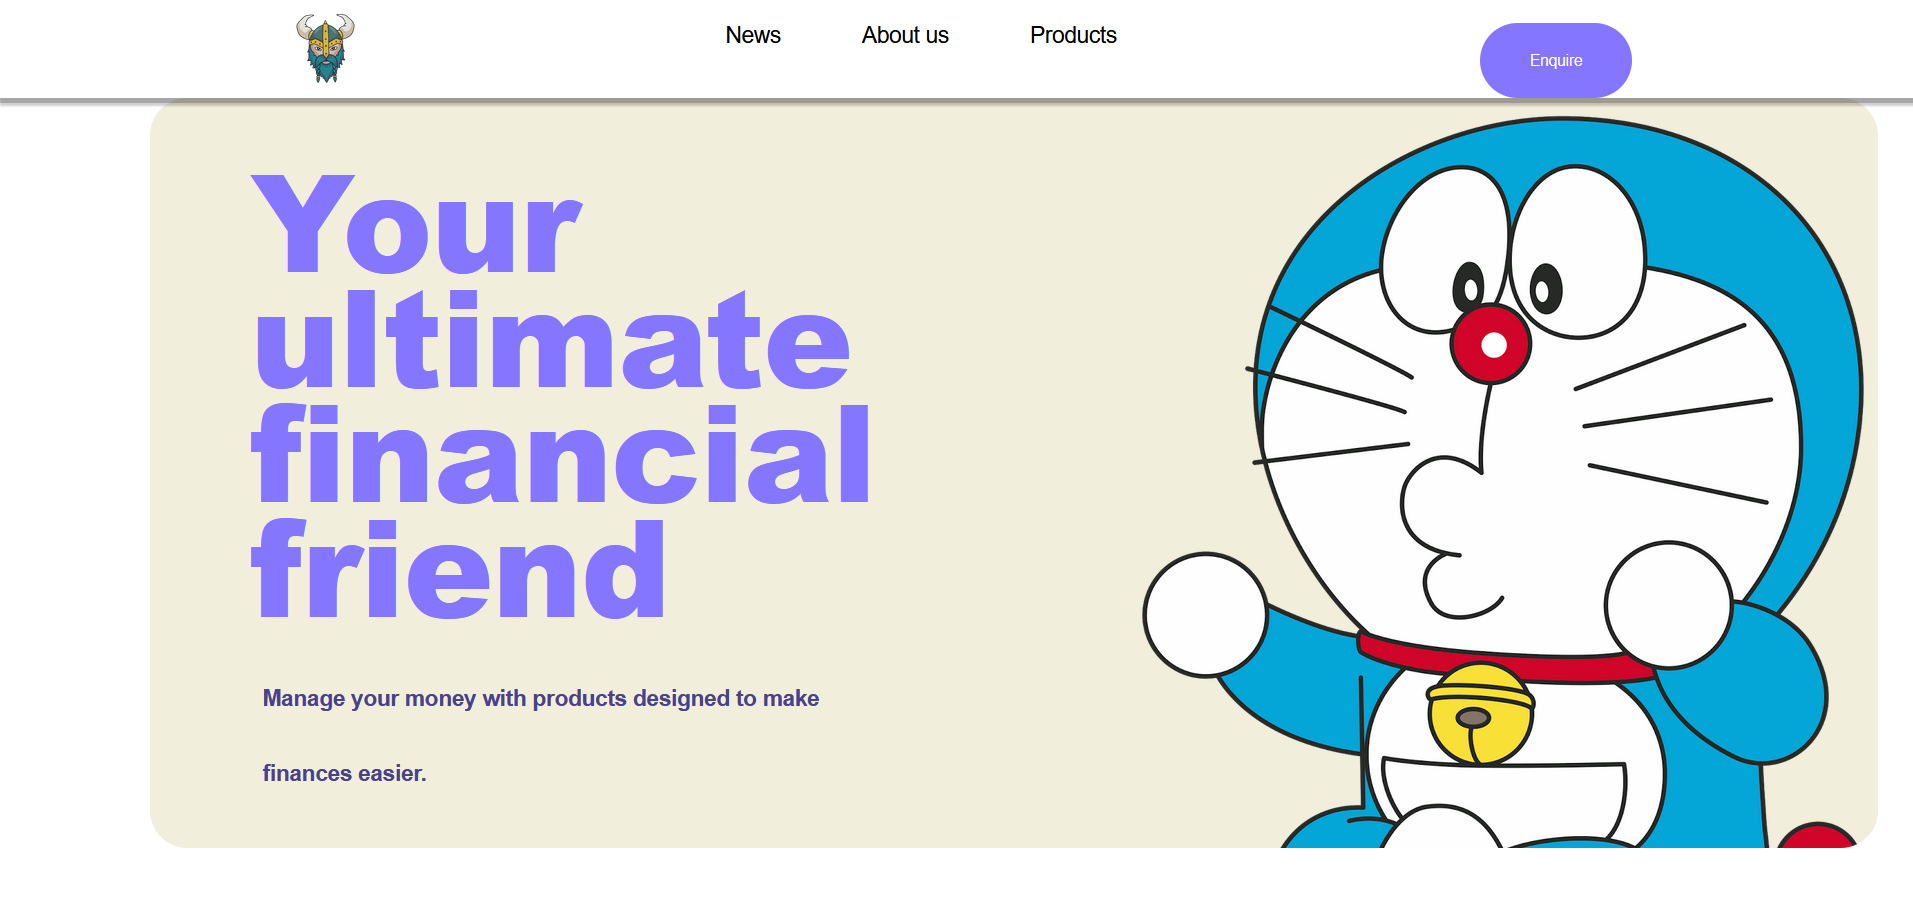 News
About us
Products
Enquire
Your
ultimate
financial
friend
Manage your money with products designed to make
finances easier.